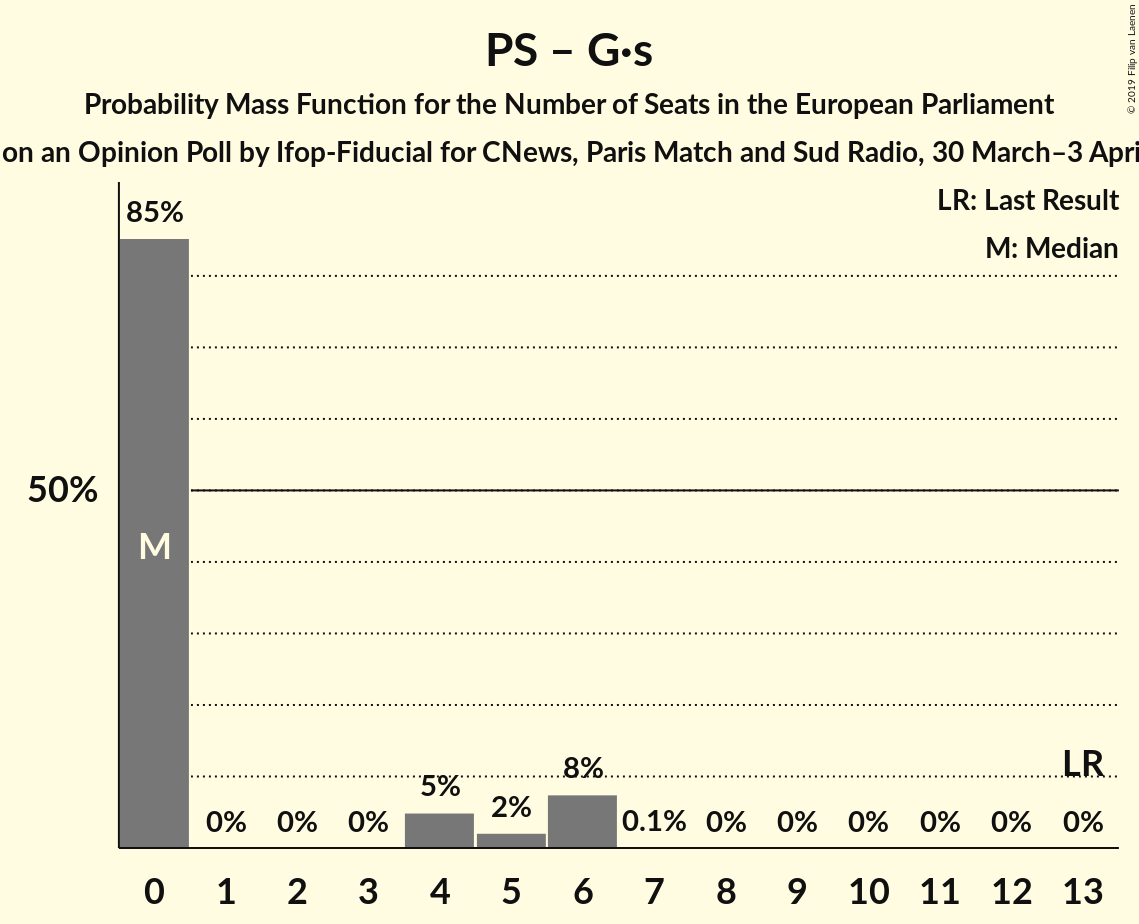 PS – G·s
Probability Mass Function for the Number of Seats in the European Parliament
on an Opinion Poll by Ifop-Fiducial for CNews, Paris Match and Sud Radio, 30 March–3 Apri
© 2019 Filip van Laenen
LR: Last Result
M: Median
85%
50%
M
LR
0% 0% 0% 5% 2% 8% 0.1% 0% 0% 0% 0% 0% 0%
0 1 2 3 4 5 6 7 8 9 10 11 12 13